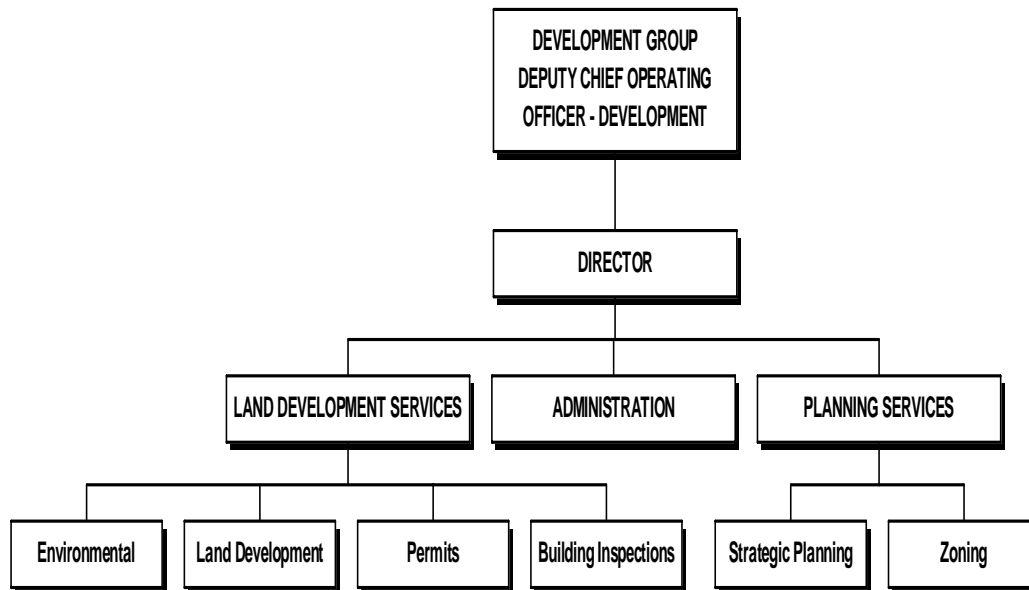 DEVELOPMENT GROUP
DEPUTY CHIEF OPERATING
OFFICER - DEVELOPMENT
DIRECTOR
LAND DEVELOPMENT SERVICES
ADMINISTRATION
PLANNING SERVICES
Environmental
Land Development
Permits
Building Inspections
Strategic Planning
Zoning